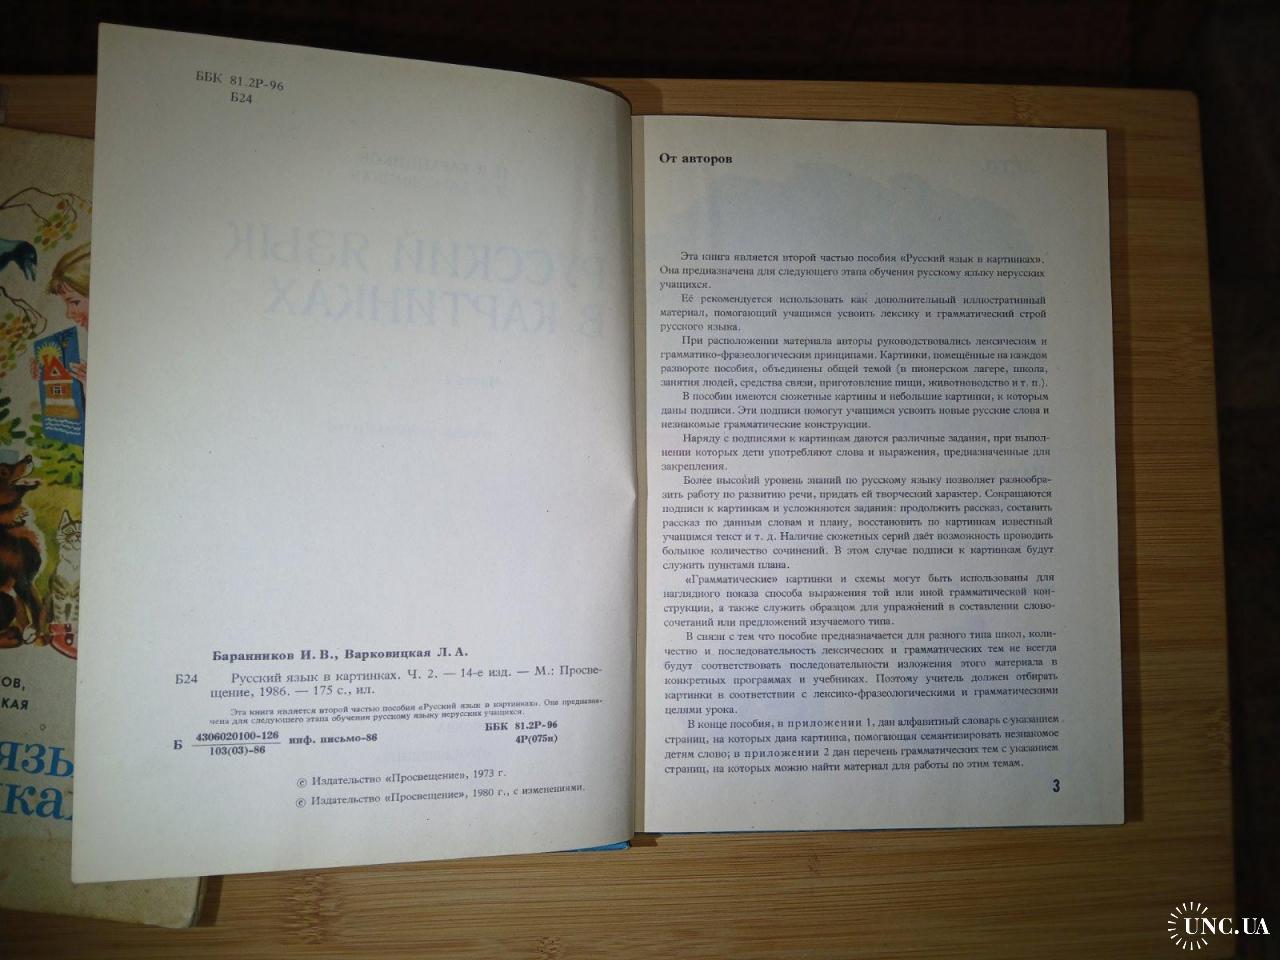 ББК 81.2Р-96
Б24
РУССКИЙ ЯЗЫК
В КАРТИНКАХ
Баранников И. В., Варковицкая Л. А.
Б24 Русский язык в картинках. Ч. 2. — 14-е изд. — М.: Просве-
щение, 1986. — 175 с., ил.
Эта книга является второй частью пособия «Русский язык в картинках». Она предназна-
чена для следующего этапа обучения русскому языку нерусских учащихся.
Б 4306020100-126 инф. письмо-86 ББК 81.2Р-96
103(03)-86 4Р(075н)
© Издательство «Просвещение», 1973 г.
© Издательство «Просвещение», 1980 г., с изменениями.
От авторов
Эта книга является второй частью пособия «Русский язык в картинках».
Она предназначена для следующего этапа обучения русскому языку нерусских
учащихся.
Её рекомендуется использовать как дополнительный иллюстративный
материал, помогающий учащимся усвоить лексику и грамматический строй
русского языка.
При расположении материала авторы руководствовались лексическим и
грамматико-фразеологическим принципами. Картинки, помещённые на каждом
развороте пособия, объединены общей темой (в пионерском лагере, школа,
занятия людей, средства связи, приготовление пищи, животноводство и т. п.).
В пособии имеются сюжетные картины и небольшие картинки, к которым
даны подписи. Эти подписи помогут учащимся усвоить новые русские слова и
незнакомые грамматические конструкции.
Наряду с подписями к картинкам даются различные задания, при выпол-
нении которых дети употребляют слова и выражения, предназначенные для
закрепления.
Более высокий уровень знаний по русскому языку позволяет разнообра-
зить работу по развитию речи, придать ей творческий характер. Сокращаются
подписи к картинкам и усложняются задания: продолжить рассказ, составить
рассказ по данным словам и плану, восстановить по картинкам известный
учащимся текст и т. д. Наличие сюжетных серий даёт возможность проводить
большое количество сочинений. В этом случае подписи к картинкам будут
служить пунктами плана.
«Грамматические» картинки и схемы могут быть использованы для
наглядного показа способа выражения той или иной грамматической кон-
струкции, а также служить образцом для упражнений в составлении слово-
сочетаний или предложений изучаемого типа.
В связи с тем что пособие предназначается для разного типа школ, коли-
чество и последовательность лексических и грамматических тем не всегда
будут соответствовать последовательности изложения этого материала в
конкретных программах и учебниках. Поэтому учитель должен отбирать
картинки в соответствии с лексико-фразеологическими и грамматическими
целями урока.
В конце пособия, в приложении 1, дан алфавитный словарь с указанием
страниц, на которых дана картинка, помогающая семантизировать незнакомое
детям слово; в приложении 2 дан перечень грамматических тем с указанием
страниц, на которых можно найти материал для работы по этим темам.
3
ОВ,
КАЯ
язы
ка
UNC.UA